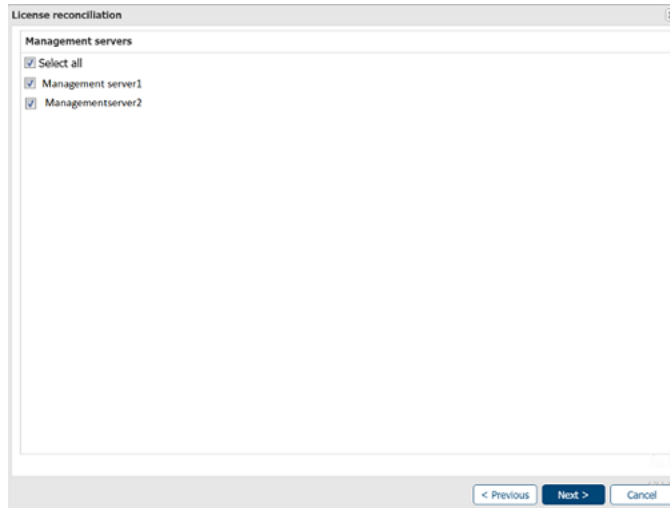 License reconciliation
Management servers
Select all
Management server1
Managementserver2
< Previous Next > Cancel